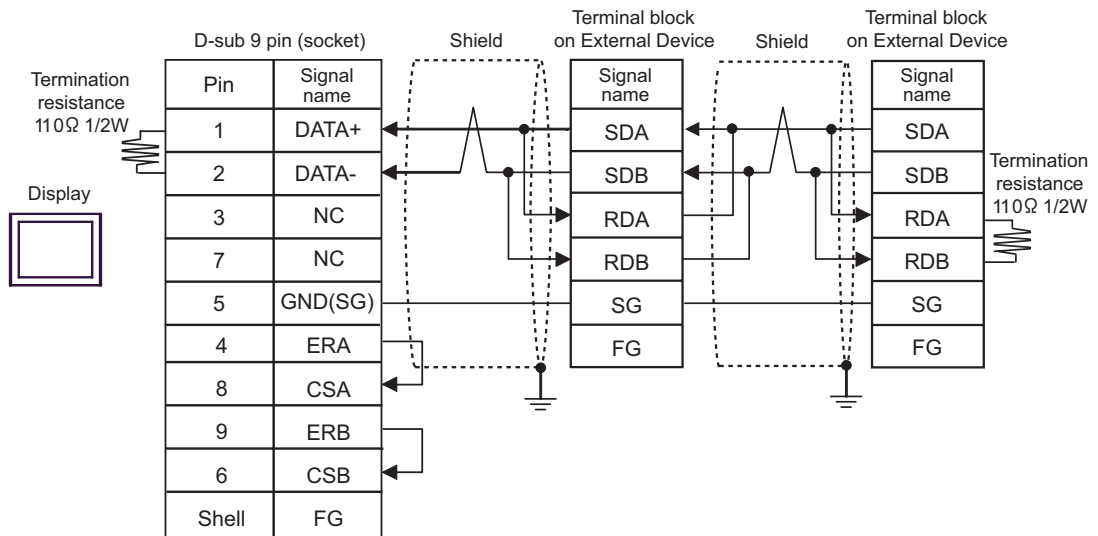 Terminal block
on External Device
Terminal block
on External Device
D-sub 9 pin (socket)
Shield
Shield
Termination
resistance
110Ω 1/2W
Display
Pin
Signal
name
1
DATA+
2
DATA-
3
NC
7
NC
5
GND(SG)
4
ERA
8
CSA
9
ERB
6
CSB
Shell
FG
Signal
name
SDA
SDB
RDA
RDB
SG
FG
Signal
name
SDA
SDB
RDA
RDB
SG
FG
Termination
resistance
110Ω 1/2W